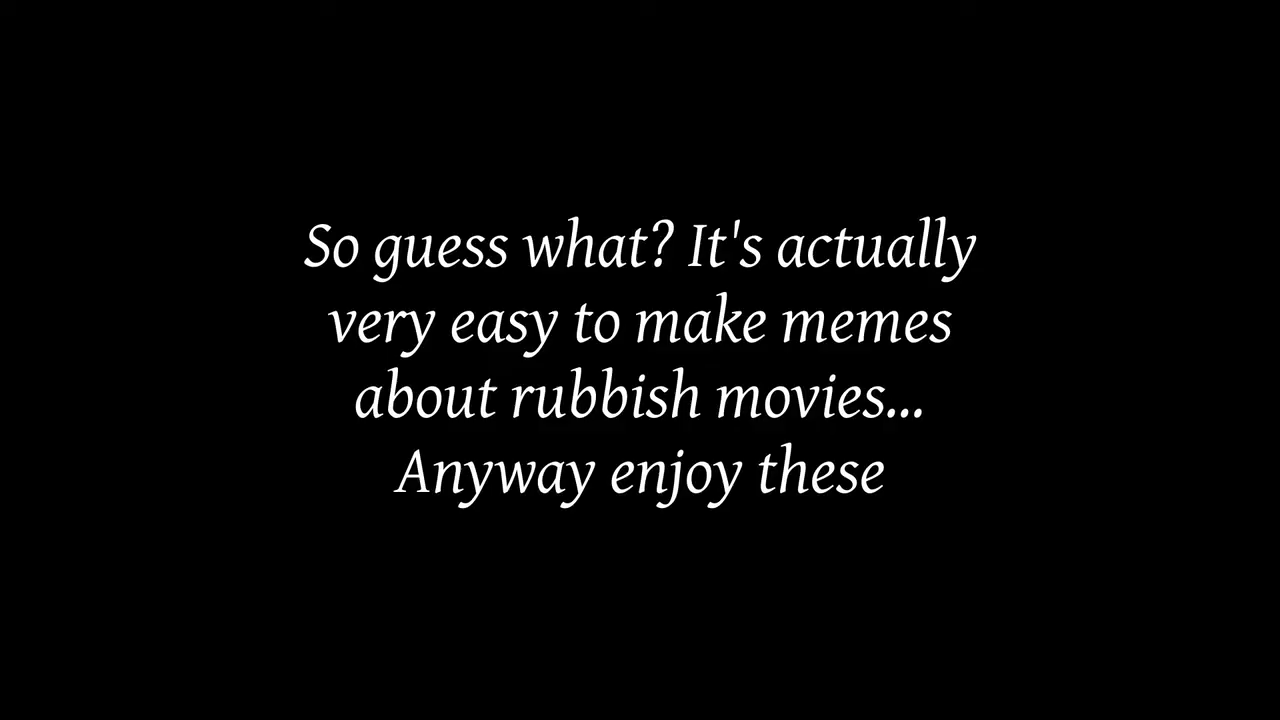 So guess what? It's actually
very easy to make memes
about rubbish movies...
Anyway enjoy these